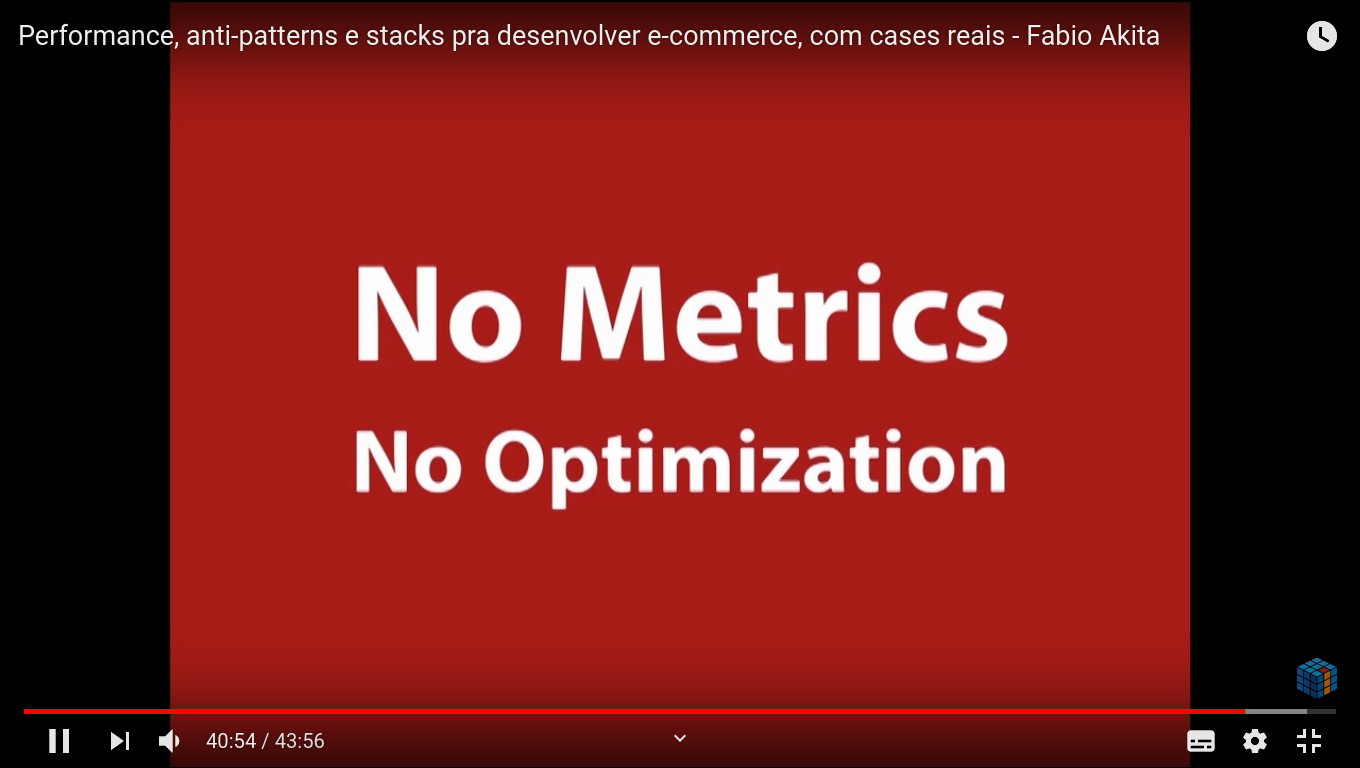 Performance, anti-patterns e stacks pra desenvolver e-commerce, com cases reais - Fabio Akita
No Metrics
No Optimization
40:54 / 43:56